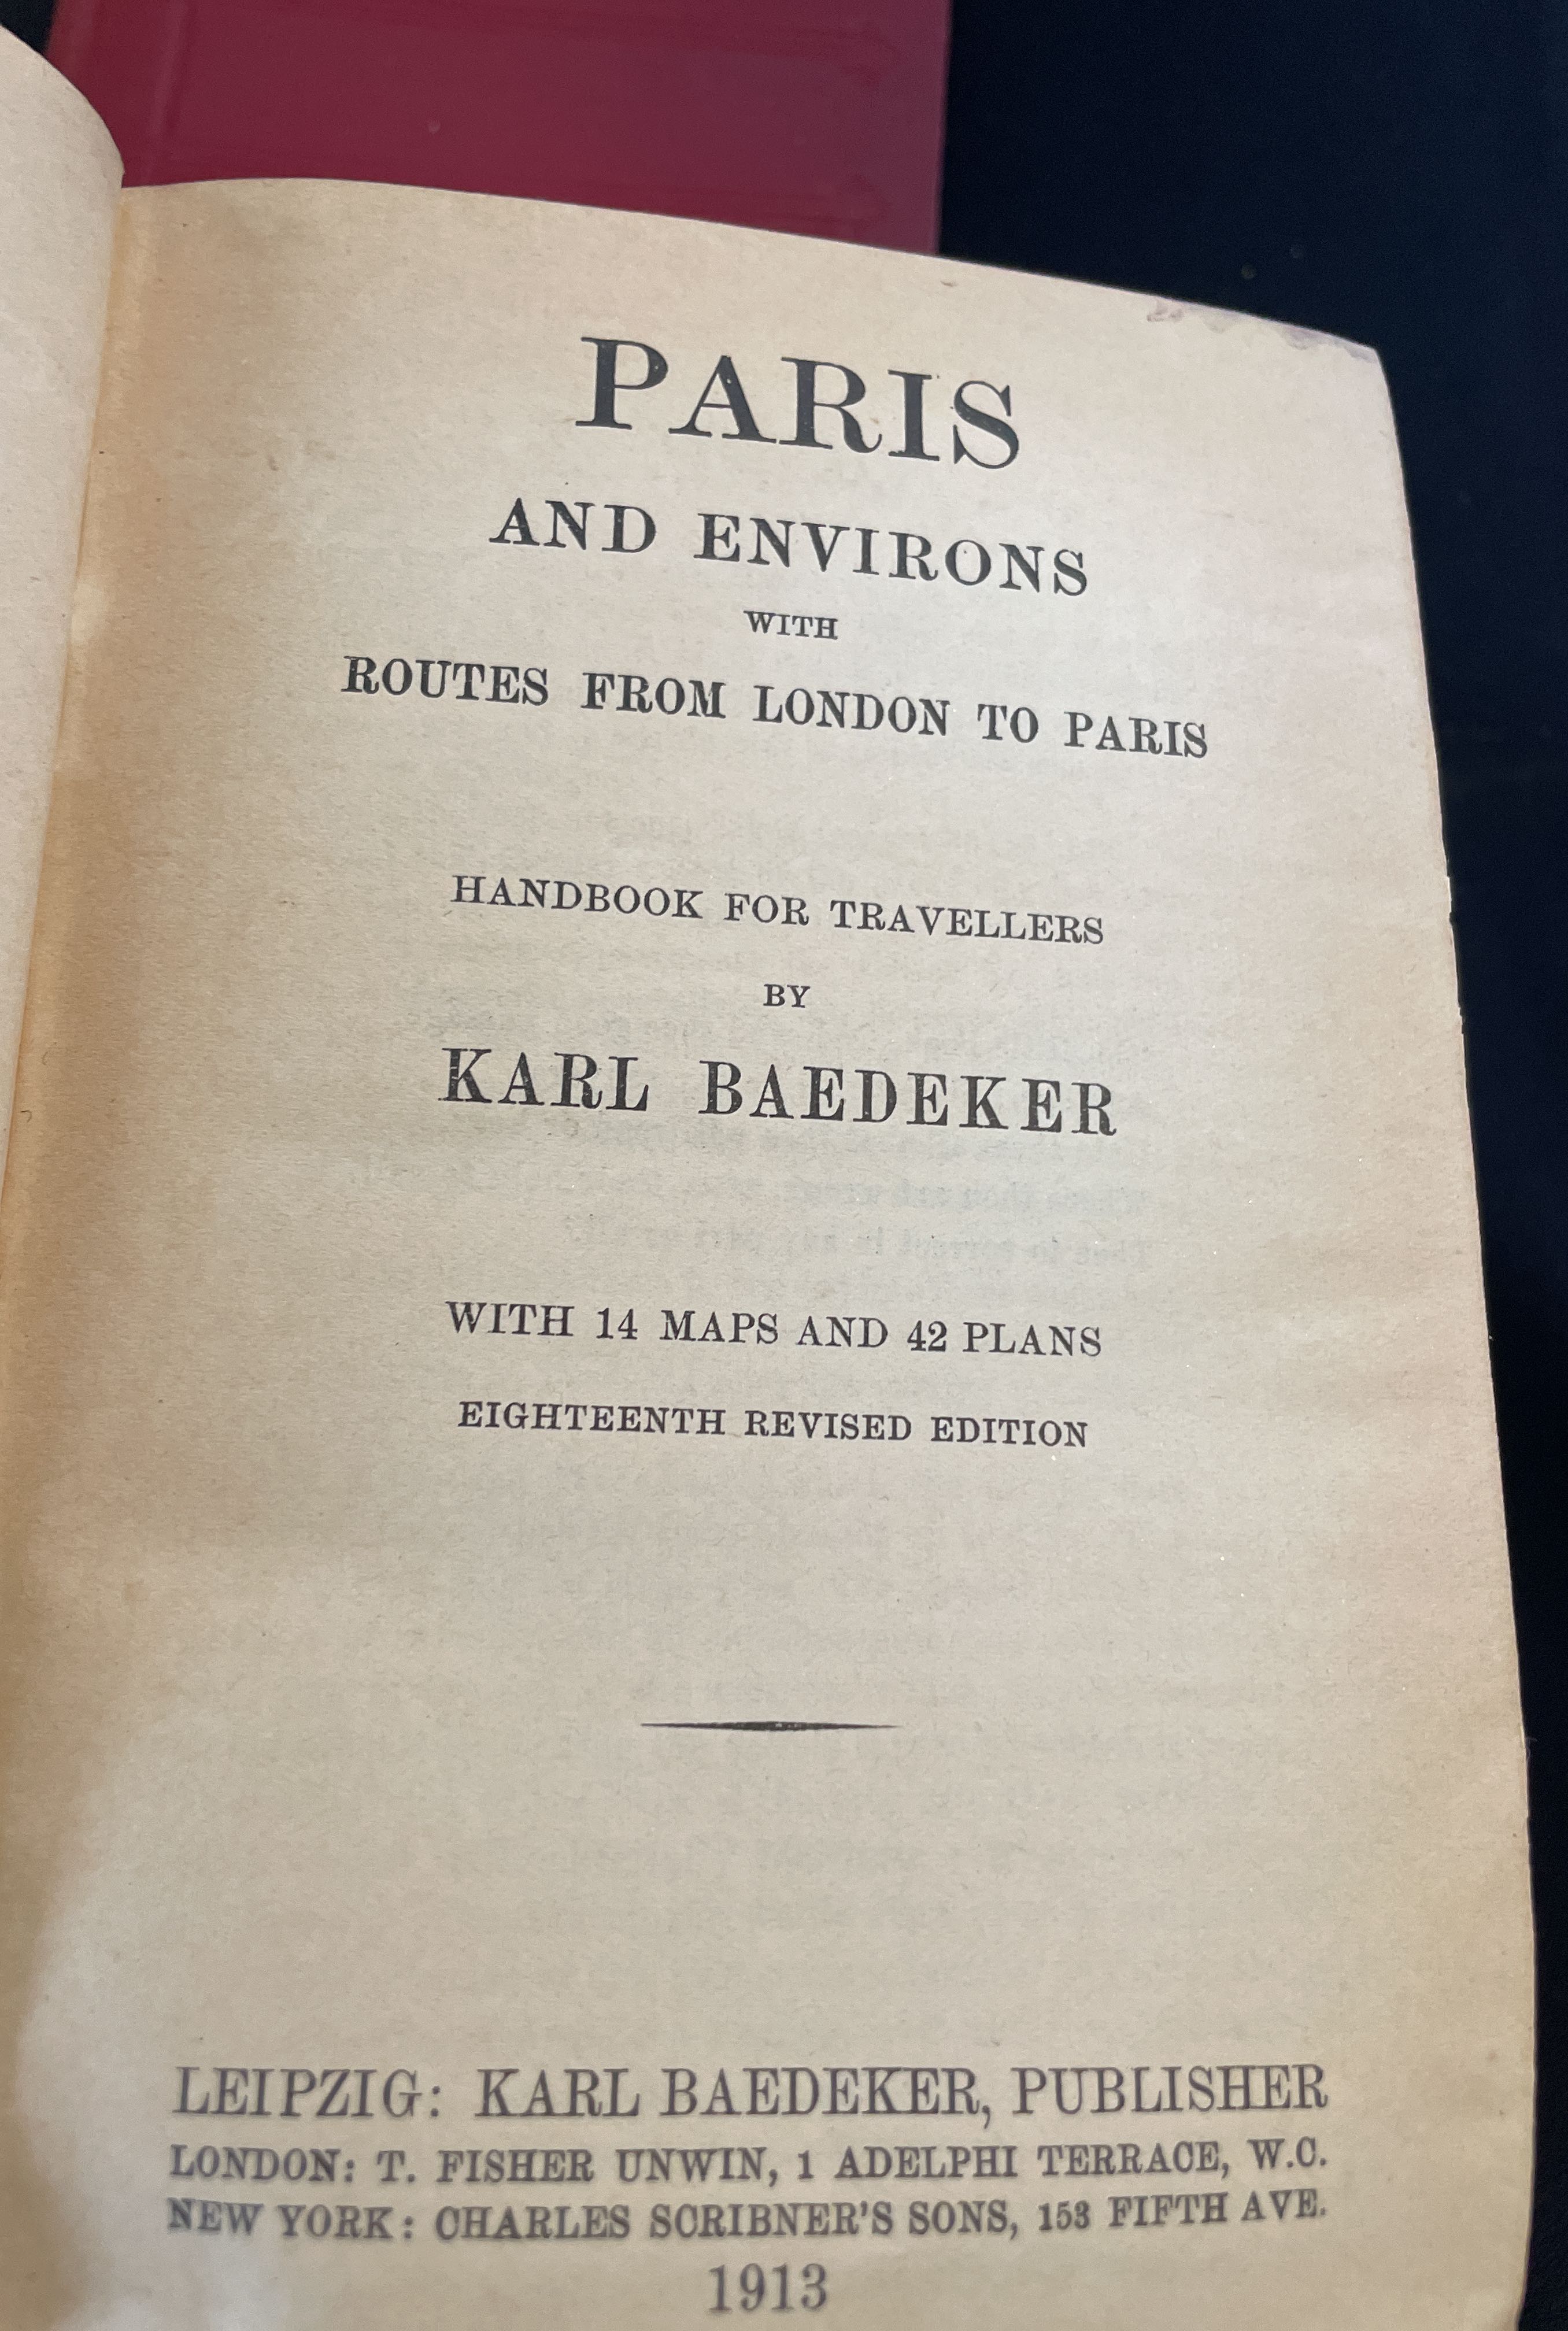 PARIS
AND ENVIRONS
WITH
ROUTES FROM LONDON TO PARIS
HANDBOOK FOR TRAVELLERS
BY
KARL BAEDEKER
WITH 14 MAPS AND 42 PLANS
EIGHTEENTH REVISED EDITION
LEIPZIG: KARL BAEDEKER, PUBLISHER
LONDON: T. FISHER UNWIN, 1 ADELPHI TERRACE, W.C.
NEW YORK: CHARLES SCRIBNER'S SONS, 153 FIFTH AVE.
1913